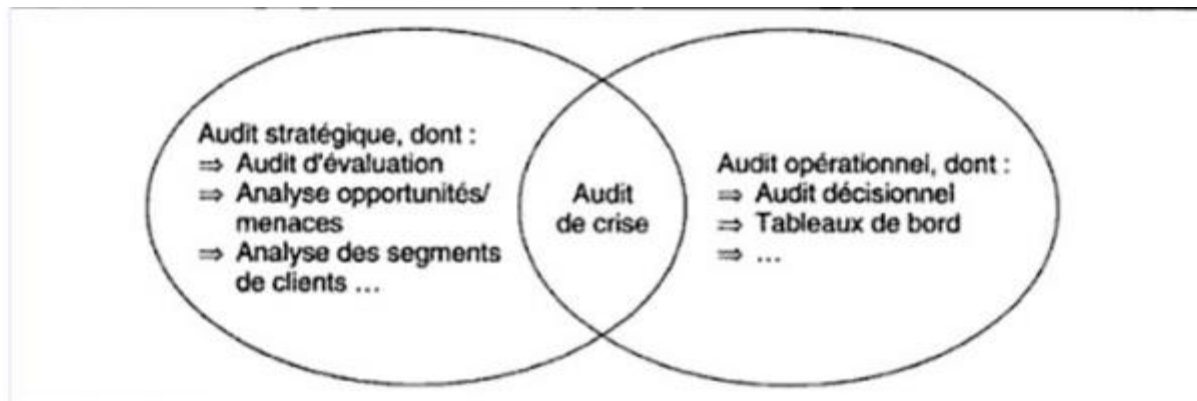 Audit stratégique, dont :
⇒ Audit d'évaluation
⇒ Analyse opportunités/
menaces
⇒ Analyse des segments
de clients ...
Audit
de crise
Audit opérationnel, dont :
⇒ Audit décisionnel
⇒ Tableaux de bord
⇒ ...